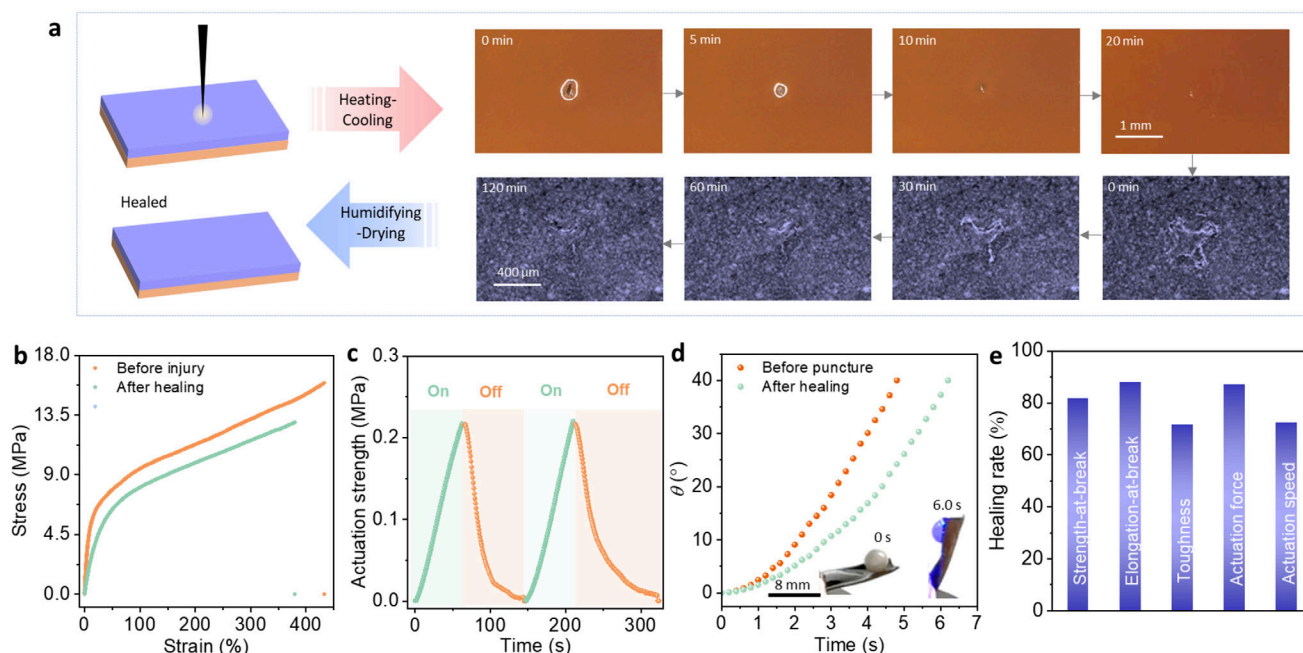 a
Heating-
Cooling
0 min
5 min
10 min
20 min
1 mm
Healed
Humidifying
-Drying
120 min
60 min
30 min
0 min
400 μm
b
18.0
13.5
9.0
4.5
0.0
Stress (MPa)
Before injury
After healing
0
100
200
300
400
Strain (%)
c
0.3
0.2
0.1
0.0
Actuation strength (MPa)
On
Off
On
Off
0
100
200
300
Time (s)
d
40
30
20
10
0
θ (°)
Before puncture
After healing
0 s
6.0 s
8 mm
0
1
2
3
4
5
6
7
Time (s)
e
100
80
60
40
20
0
Healing rate (%)
Strength-at-break
Elongation-at-break
Toughness
Actuation force
Actuation speed